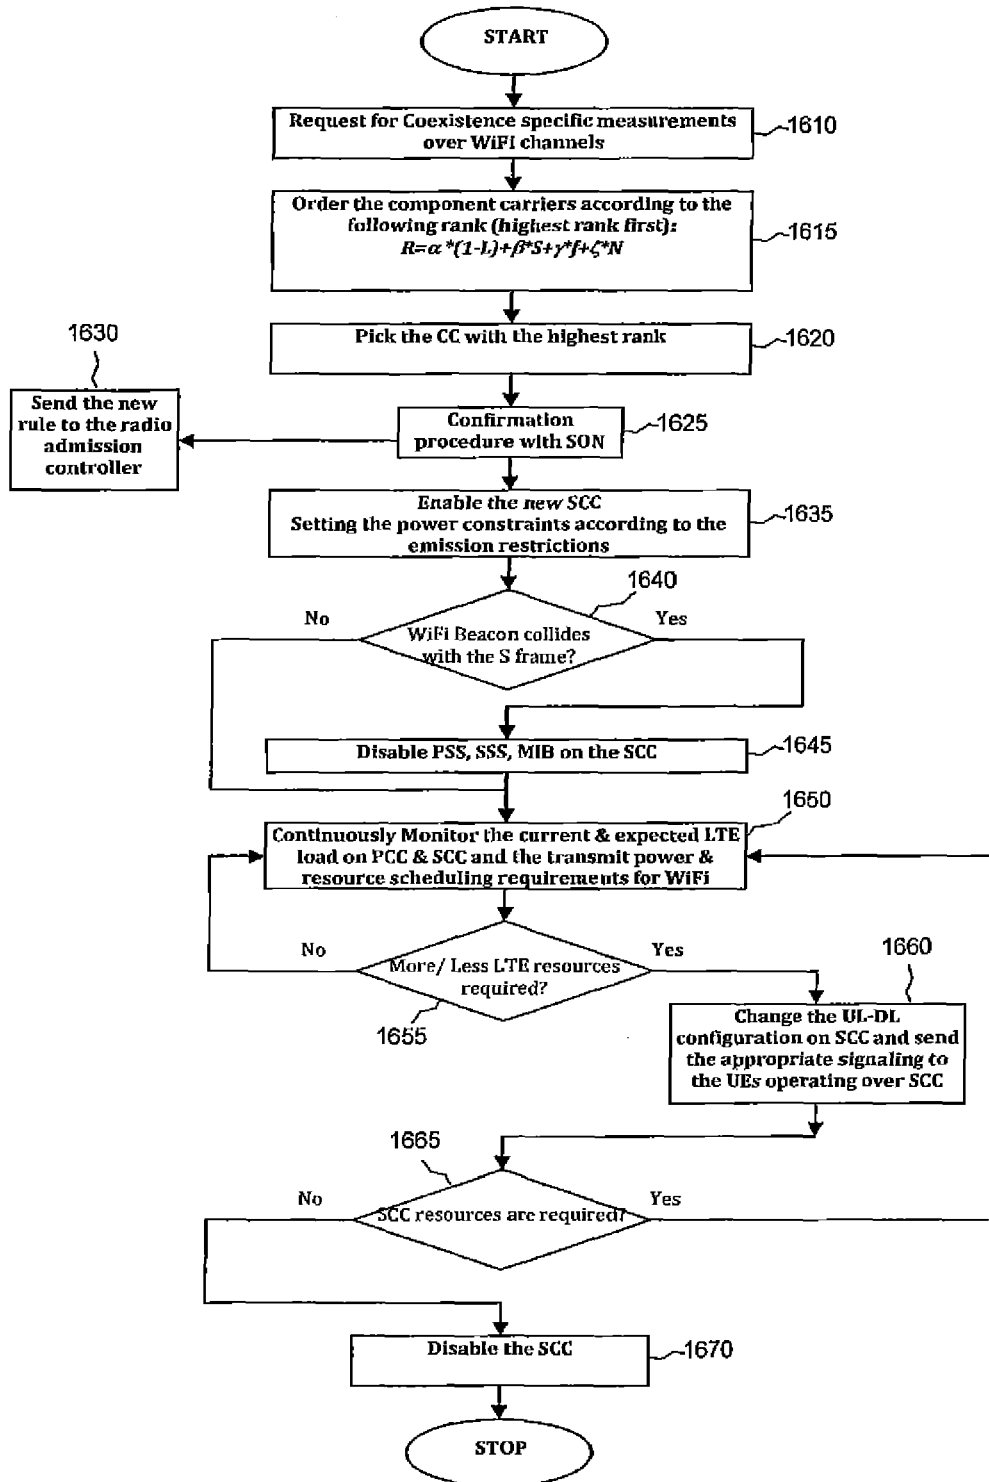 START
Request for Coexistence specific measurements
over WiFI channels
1610
Order the component carriers according to the
following rank (highest rank first):
R=α*(1-L)+β*S+γ*f+ζ*N
1615
1630
Pick the CC with the highest rank
1620
Send the new
rule to the radio
admission
controller
Confirmation
procedure with SON
1625
Enable the new SCC
Setting the power constraints according to the
emission restrictions
1635
1640
No
Yes
WiFi Beacon collides
with the S frame?
Disable PSS, SSS, MIB on the SCC
1645
1650
Continuously Monitor the current & expected LTE
load on PCC & SCC and the transmit power &
resource scheduling requirements for WiFi
No
Yes
1660
More/ Less LTE resources
required?
1655
Change the UL-DL
configuration on SCC and send
the appropriate signaling to
the UEs operating over SCC
1665
No
Yes
SCC resources are required?
Disable the SCC
1670
STOP